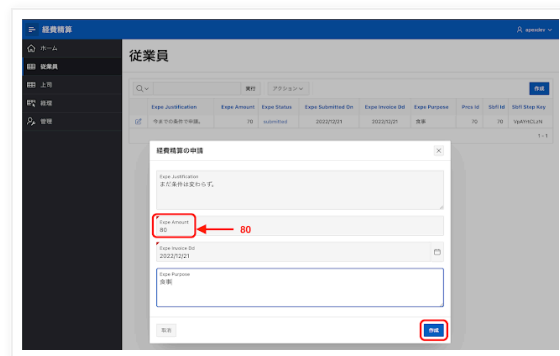 経費精算
apexdev
ホーム
従業員
上司
経理
管理
従業員
実行 アクション 作成
Expe Justification Expe Amount Expe Status Expe Submitted On Expe Invoice Dd Expe Purpose Prcs Id Sbfl Id Sbfl Step Key
今までの条件で申請。 70 submitted 2022/12/21 2022/12/21 食事 70 70
1 - 1
経費精算の申請
Expe Justification
まだ条件は変わらず。
Expe Amount
80
80
Expe Invoice Dd
2022/12/21
Expe Purpose
食事
取消 作成